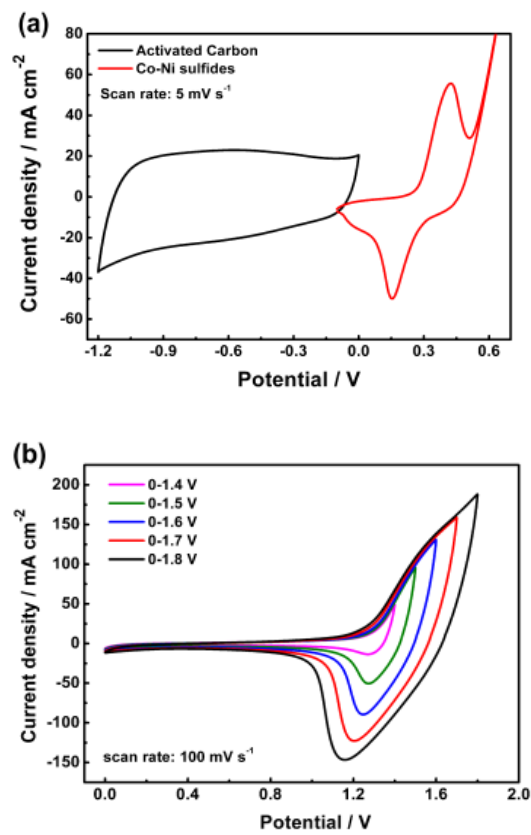 (a)
Activated Carbon
Co-Ni sulfides
Scan rate: 5 mV s⁻¹
Current density / mA cm⁻²
80
60
40
20
0
-20
-40
-60
-1.2 -0.9 -0.6 -0.3 0.0 0.3 0.6
Potential / V
(b)
0-1.4 V
0-1.5 V
0-1.6 V
0-1.7 V
0-1.8 V
Current density / mA cm⁻²
200
150
100
50
0
-50
-100
-150
scan rate: 100 mV s⁻¹
0.0 0.4 0.8 1.2 1.6 2.0
Potential / V